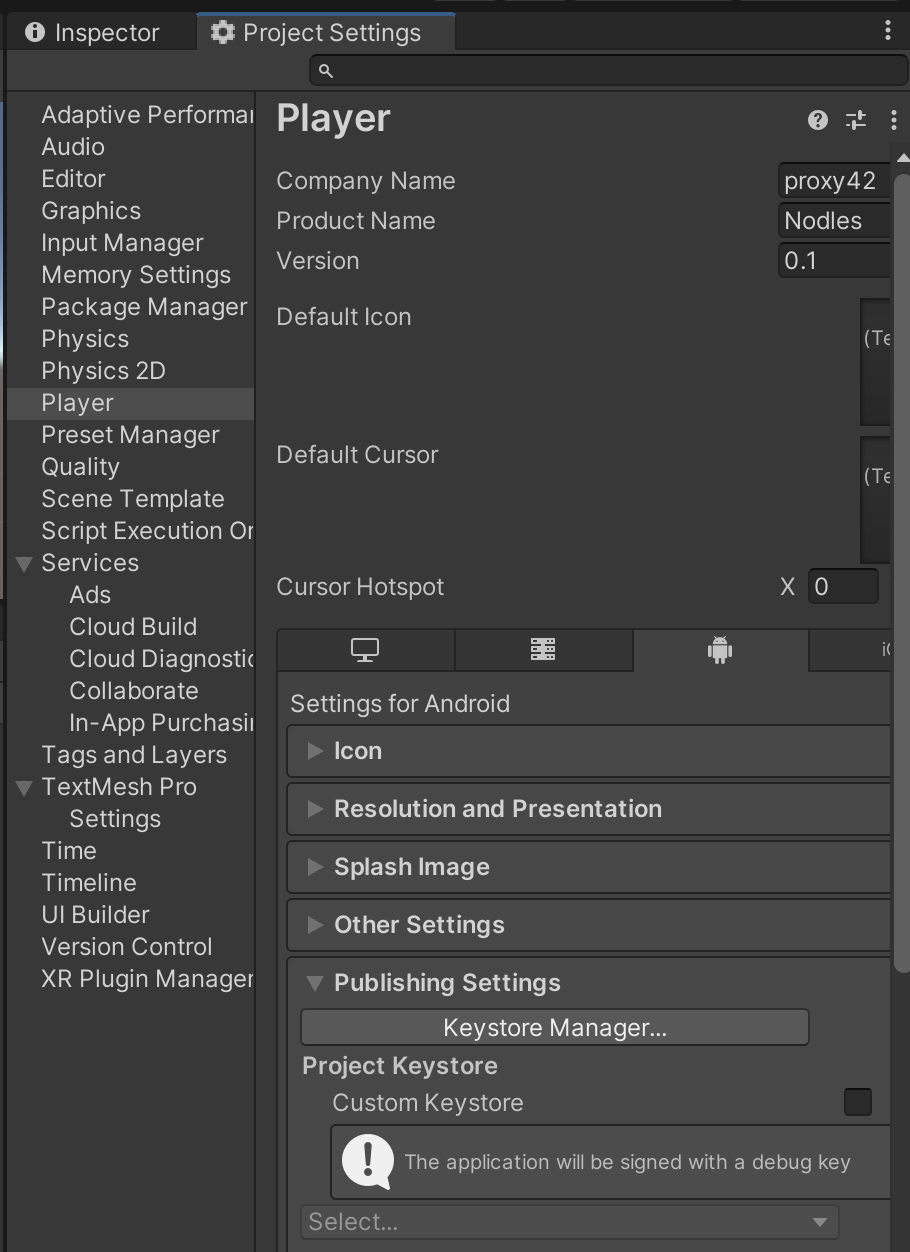 Inspector
Project Settings
Adaptive Performa
Audio
Editor
Graphics
Input Manager
Memory Settings
Package Manager
Physics
Physics 2D
Player
Preset Manager
Quality
Scene Template
Script Execution Or
Services
Ads
Cloud Build
Cloud Diagnostic
Collaborate
In-App Purchasi
Tags and Layers
TextMesh Pro
Settings
Time
Timeline
UI Builder
Version Control
XR Plugin Manager
Player
Company Name proxy42
Product Name Nodles
Version 0.1
Default Icon (Te
Default Cursor (Te
Cursor Hotspot X 0
Settings for Android
Icon
Resolution and Presentation
Splash Image
Other Settings
Publishing Settings
Keystore Manager...
Project Keystore
Custom Keystore
The application will be signed with a debug key
Select...